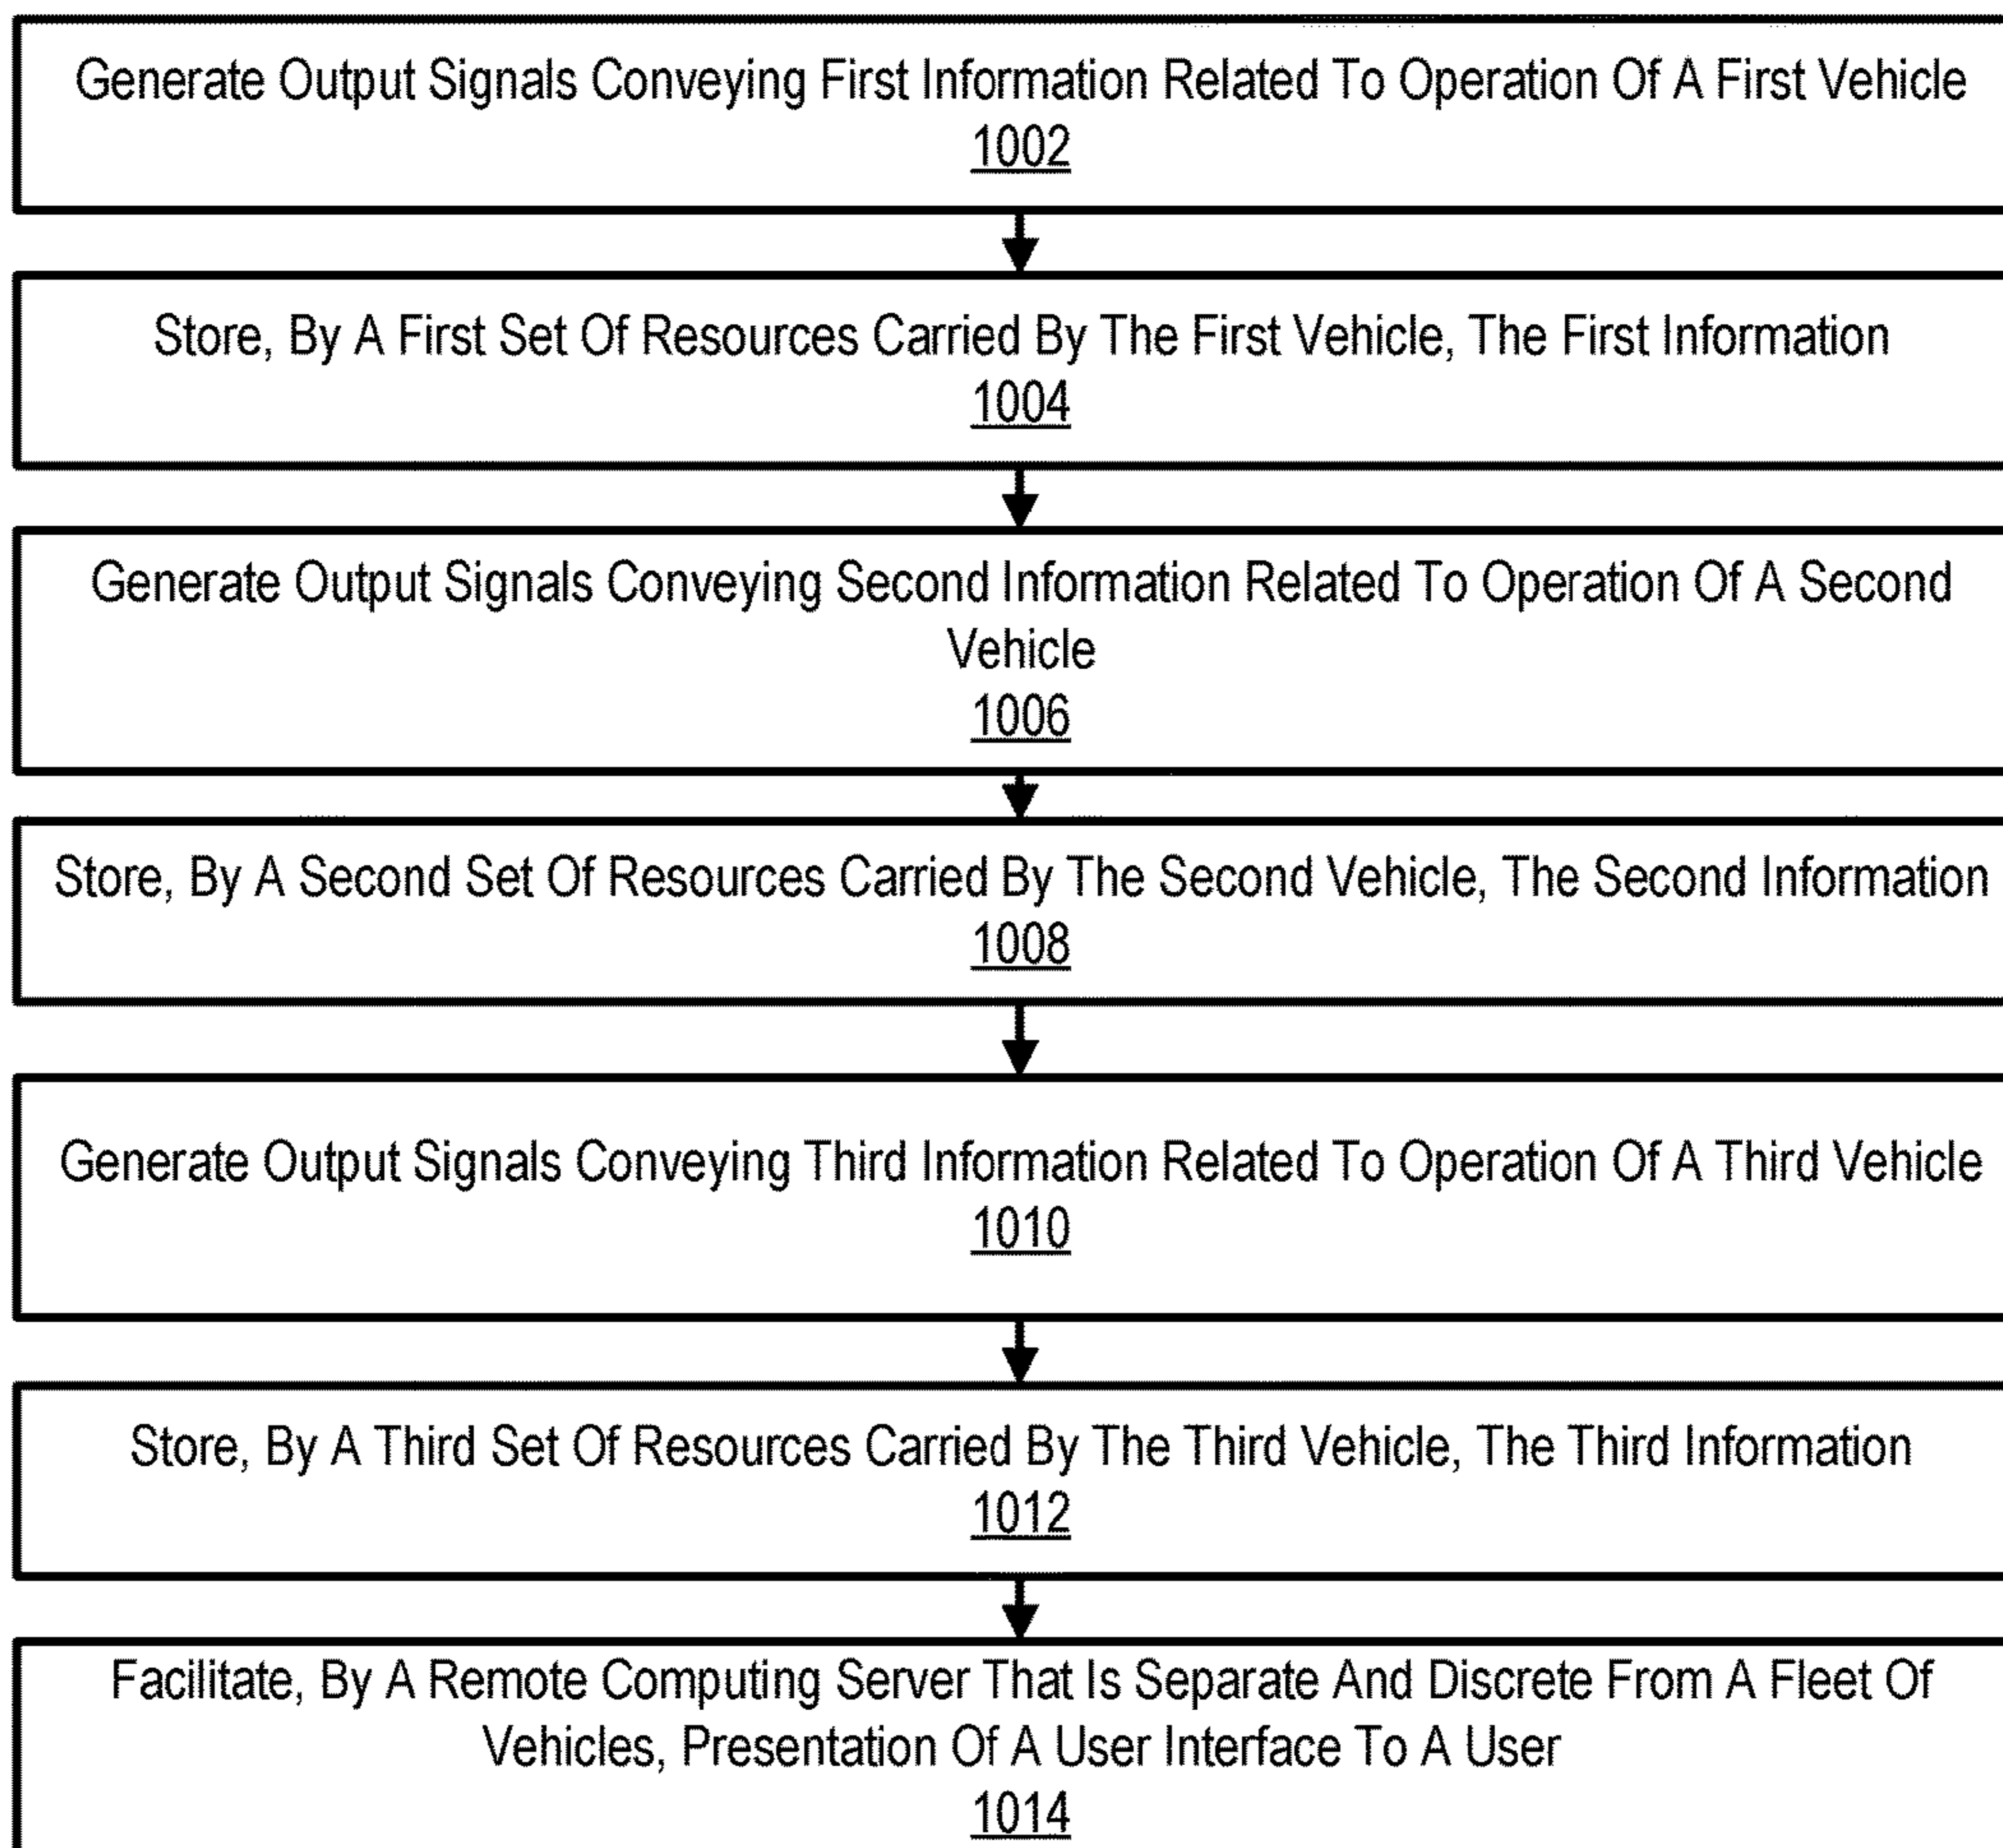 Generate Output Signals Conveying First Information Related To Operation Of A First Vehicle
1002
Store, By A First Set Of Resources Carried By The First Vehicle, The First Information
1004
Generate Output Signals Conveying Second Information Related To Operation Of A Second
Vehicle
1006
Store, By A Second Set Of Resources Carried By The Second Vehicle, The Second Information
1008
Generate Output Signals Conveying Third Information Related To Operation Of A Third Vehicle
1010
Store, By A Third Set Of Resources Carried By The Third Vehicle, The Third Information
1012
Facilitate, By A Remote Computing Server That Is Separate And Discrete From A Fleet Of
Vehicles, Presentation Of A User Interface To A User
1014